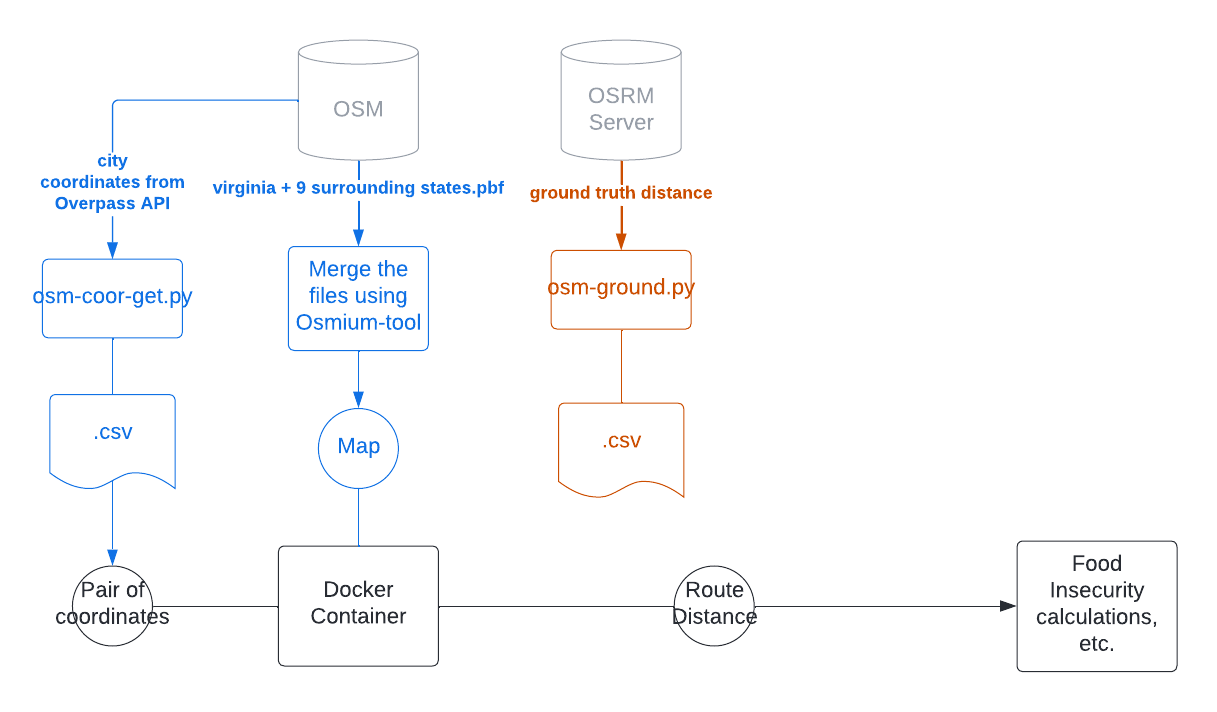 OSM
OSRM
Server
city
coordinates from
Overpass API
virginia + 9 surrounding states.pbf
ground truth distance
osm-coor-get.py
Merge the
files using
Osmium-tool
osm-ground.py
.csv
Map
.csv
Pair of
coordinates
Docker
Container
Route
Distance
Food
Insecurity
calculations,
etc.